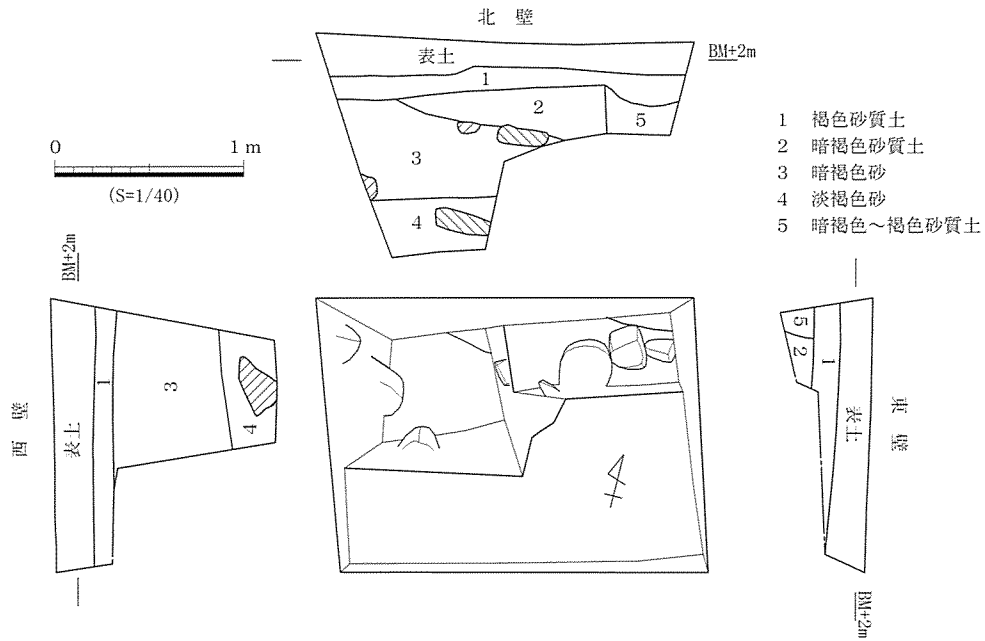 北 壁
表土
BM+2m
1
2
5
3
4
0 1 m
(S=1/40)
1 褐色砂質土
2 暗褐色砂質土
3 暗褐色砂
4 淡褐色砂
5 暗褐色～褐色砂質土
BM+2m
西 壁
表土
1
3
4
5
2
1
表土
東 壁
BM+2m